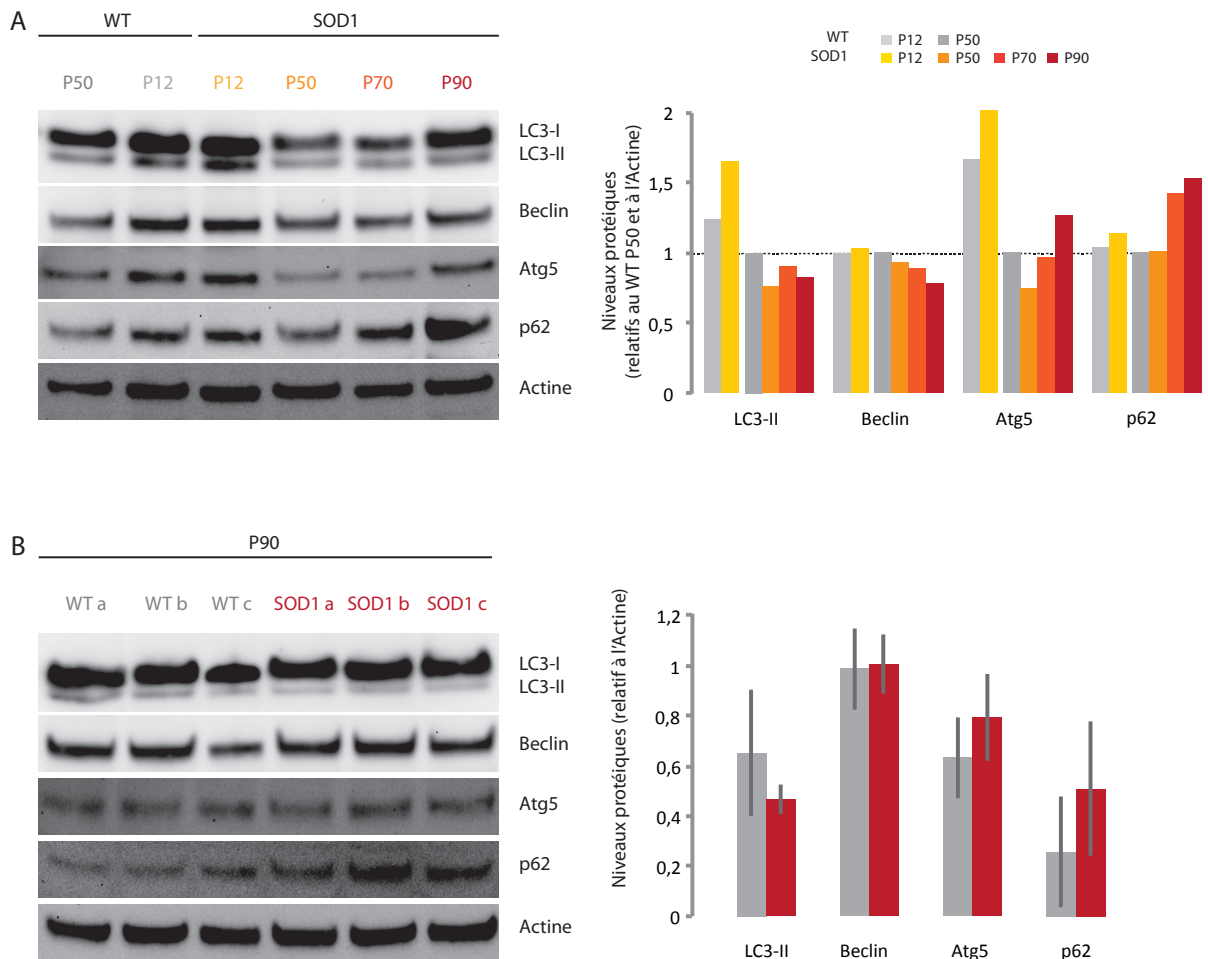 A
WT SOD1
P50 P12 P12 P50 P70 P90
LC3-I
LC3-II
Beclin
Atg5
p62
Actine
WT P12 P50
SOD1 P12 P50 P70 P90
Niveaux protéiques
(relatifs au WT P50 et à l'Actine)
2
1,5
1
0,5
0
LC3-II Beclin Atg5 p62
B
P90
WT a WT b WT c SOD1 a SOD1 b SOD1 c
LC3-I
LC3-II
Beclin
Atg5
p62
Actine
Niveaux protéiques (relatif à l'Actine)
1,2
1
0,8
0,6
0,4
0,2
0
LC3-II Beclin Atg5 p62